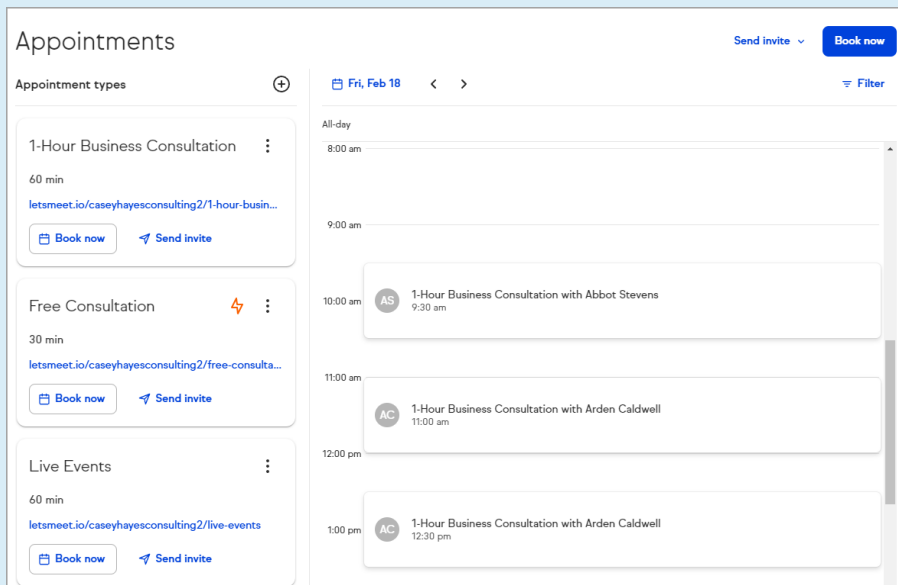 Appointments
Send invite
Book now
Appointment types
Fri, Feb 18
Filter
1-Hour Business Consultation
60 min
letsmeet.io/caseyhayesconsulting2/1-hour-busin...
Book now
Send invite
Free Consultation
30 min
letsmeet.io/caseyhayesconsulting2/free-consulta...
Book now
Send invite
Live Events
60 min
letsmeet.io/caseyhayesconsulting2/live-events
Book now
Send invite
All-day
8:00 am
9:00 am
10:00 am
AS
1-Hour Business Consultation with Abbot Stevens
9:30 am
11:00 am
AC
1-Hour Business Consultation with Arden Caldwell
11:00 am
12:00 pm
1:00 pm
AC
1-Hour Business Consultation with Arden Caldwell
12:30 pm